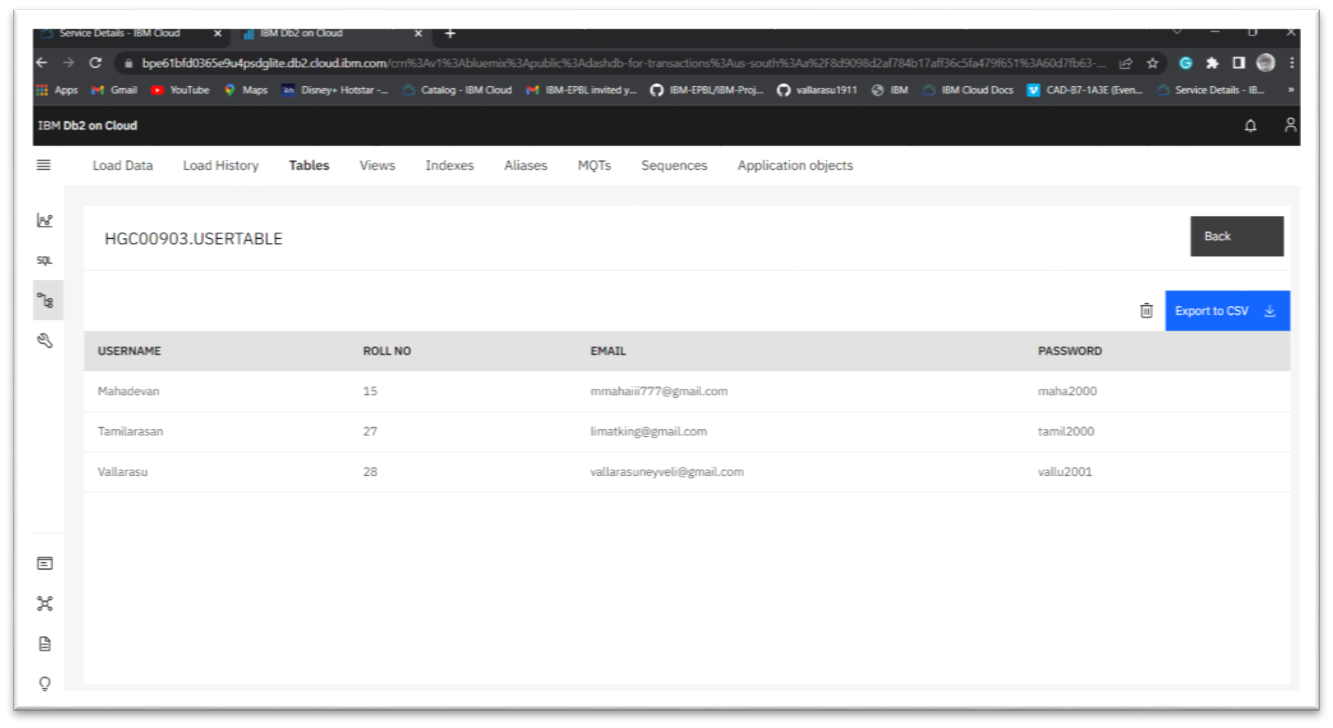 Service Details - IBM Cloud
IBM Db2 on Cloud
bpe61bfd0365e9u4psdglite.db2.cloud.ibm.com/crn%3Av1%3Abluemix%3Apublic%3Adashdb-for-transactions%3Aus-south%3Aa%2F8d9098d2af784b17aff36c5fa479f651%3A60d7fb63-...
Apps Gmail YouTube Maps Disney+ Hotstar -... Catalog - IBM Cloud IBM-EPBL invited y... IBM-EPBL/IBM-Proj... vallarasu1911 IBM IBM Cloud Docs CAD-B7-1A3E (Even... Service Details - IB... »
IBM Db2 on Cloud
Load Data Load History Tables Views Indexes Aliases MQTs Sequences Application objects
HGC00903.USERTABLE
Back
SQL
Export to CSV
USERNAME ROLL NO EMAIL PASSWORD
Mahadevan 15 mmahaiii777@gmail.com maha2000
Tamilarasan 27 limatking@gmail.com tamil2000
Vallarasu 28 vallarasuneyveli@gmail.com vallu2001